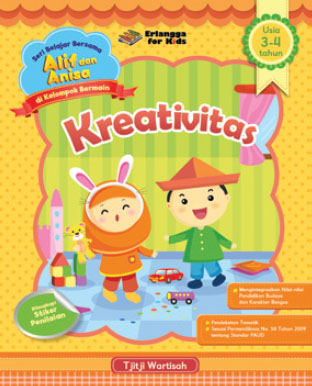 Erlangga
for Kids
Usia
3-4
tahun
Seri Belajar Bersama
Alif dan
Anisa
di Kelompok Bermain
Kreativitas
Dilengkapi
Stiker
Penilaian
Mengintegrasikan Nilai-nilai
Pendidikan Budaya
dan Karakter Bangsa
Pendekatan Tematik
Sesuai Permendiknas No. 58 Tahun 2009
tentang Standar PAUD
Tjitji Wartisah